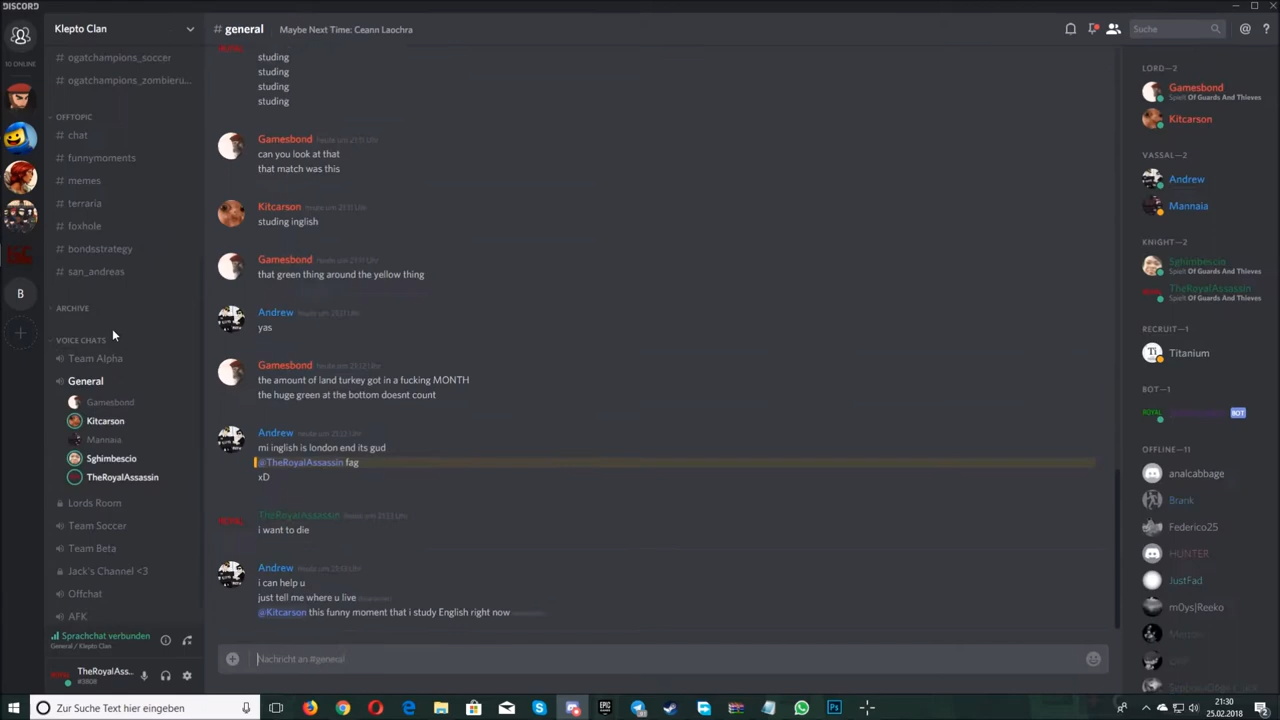 DISCORD
Klepto Clan
# general
Maybe Next Time: Ceann Laochra
Suche
10 ONLINE
B
# ogatchampions_soccer
# ogatchampions_zombieru...
OFFTOPIC
# chat
# funnymoments
# memes
# terraria
# foxhole
# bondsstrategy
# san_andreas
ARCHIVE
VOICE CHATS
Team Alpha
General
Gamesbond
Kitcarson
Mannaia
Sghimbescio
TheRoyalAssassin
Lords Room
Team Soccer
Team Beta
Jack's Channel <3
Offchat
AFK
Sprachchat verbunden
General / Klepto Clan
TheRoyalAss...
#3808
studing
studing
studing
studing
Gamesbond
can you look at that
that match was this
Kitcarson
studing inglish
Gamesbond
that green thing around the yellow thing
Andrew
yas
Gamesbond
the amount of land turkey got in a fucking MONTH
the huge green at the bottom doesnt count
Andrew
mi inglish is london end its gud
@TheRoyalAssassin fag
xD
TheRoyalAssassin
i want to die
Andrew
i can help u
just tell me where u live
@Kitcarson this funny moment that i study English right now
Nachricht an #general
LORD—2
Gamesbond
Spielt Of Guards And Thieves
Kitcarson
VASSAL—2
Andrew
Mannaia
KNIGHT—2
Sghimbescio
Spielt Of Guards And Thieves
TheRoyalAssassin
Spielt Of Guards And Thieves
RECRUIT—1
Titanium
BOT—1
BOT
OFFLINE—11
analcabbage
Brank
Federico25
HUNTER
JustFad
m0ys|Reeko
Zur Suche Text hier eingeben
21:30
25.02.2018